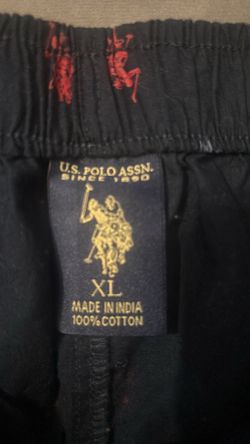 U.S. POLO ASSN.
SINCE 1890
XL
MADE IN INDIA
100% COTTON